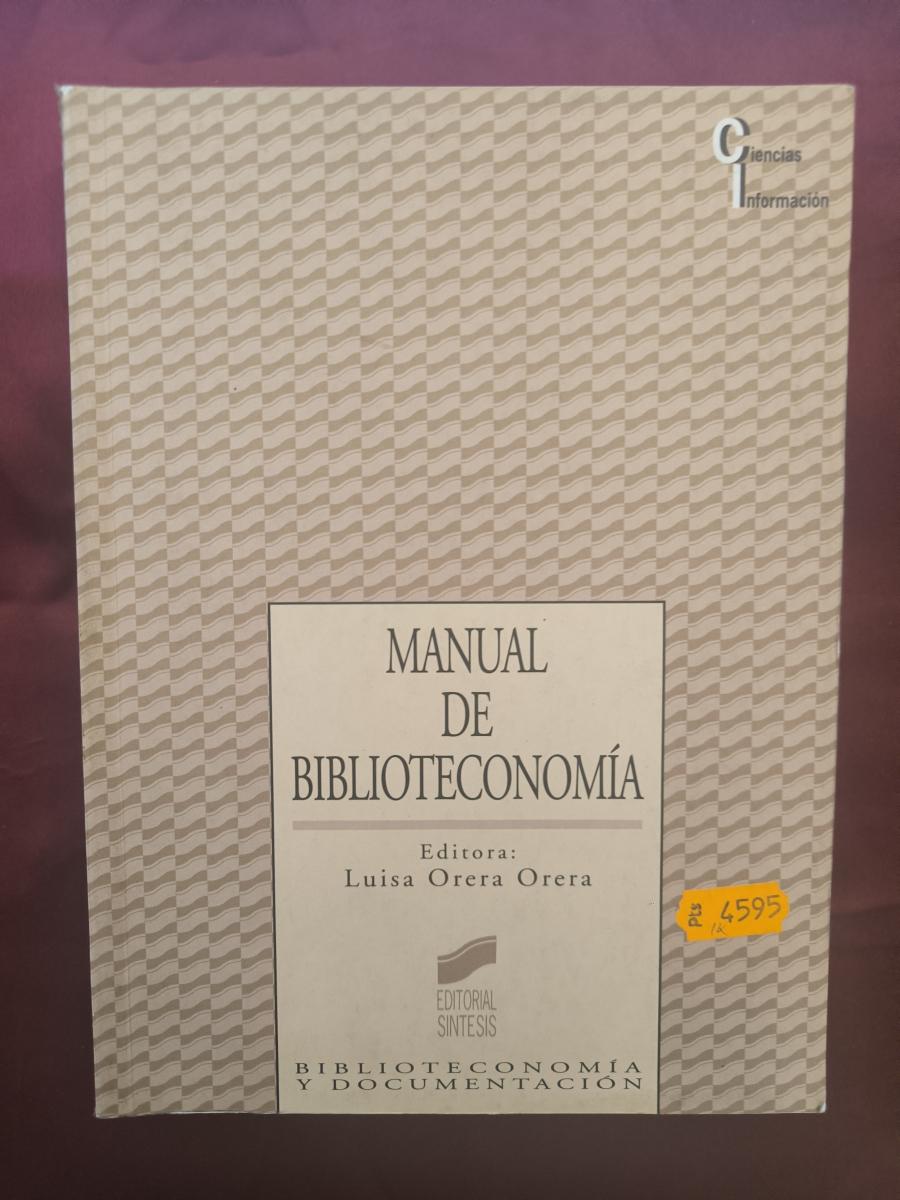 Ciencias
Información
MANUAL
DE
BIBLIOTECONOMÍA
Editora:
Luisa Orera Orera
Pts 4595
EDITORIAL
SINTESIS
BIBLIOTECONOMÍA
Y DOCUMENTACIÓN